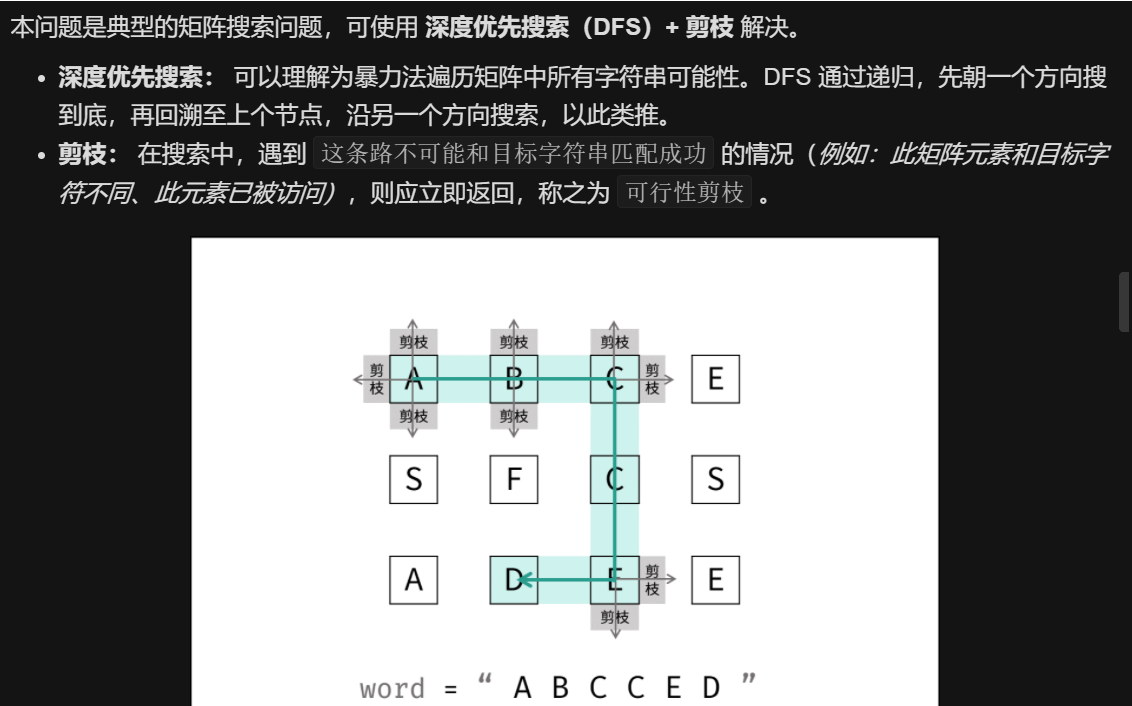 本问题是典型的矩阵搜索问题，可使用 深度优先搜索（DFS）+ 剪枝 解决。
• 深度优先搜索： 可以理解为暴力法遍历矩阵中所有字符串可能性。DFS 通过递归，先朝一个方向搜
到底，再回溯至上个节点，沿另一个方向搜索，以此类推。
• 剪枝： 在搜索中，遇到 这条路不可能和目标字符串匹配成功 的情况（例如：此矩阵元素和目标字
符不同、此元素已被访问），则应立即返回，称之为 可行性剪枝 。
剪枝 剪枝 剪枝
剪枝 A B C 剪枝 E
剪枝 剪枝
S F C S
A D E 剪枝 E
剪枝
word = “ A B C C E D ”